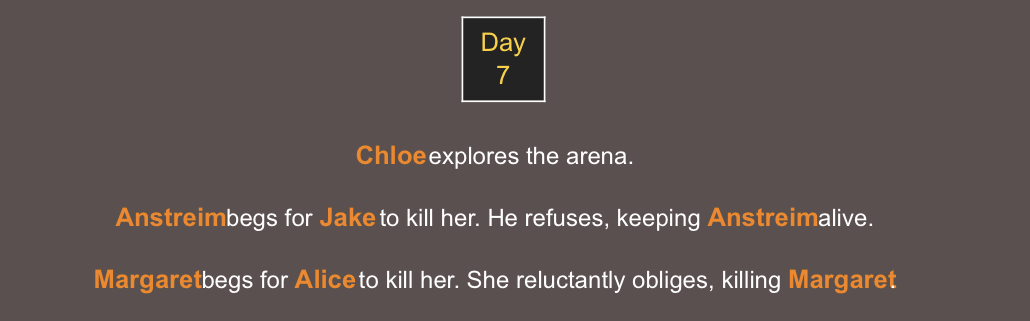 Day
7
Chloe explores the arena.
Anstreim begs for Jake to kill her. He refuses, keeping Anstreim alive.
Margaret begs for Alice to kill her. She reluctantly obliges, killing Margaret.